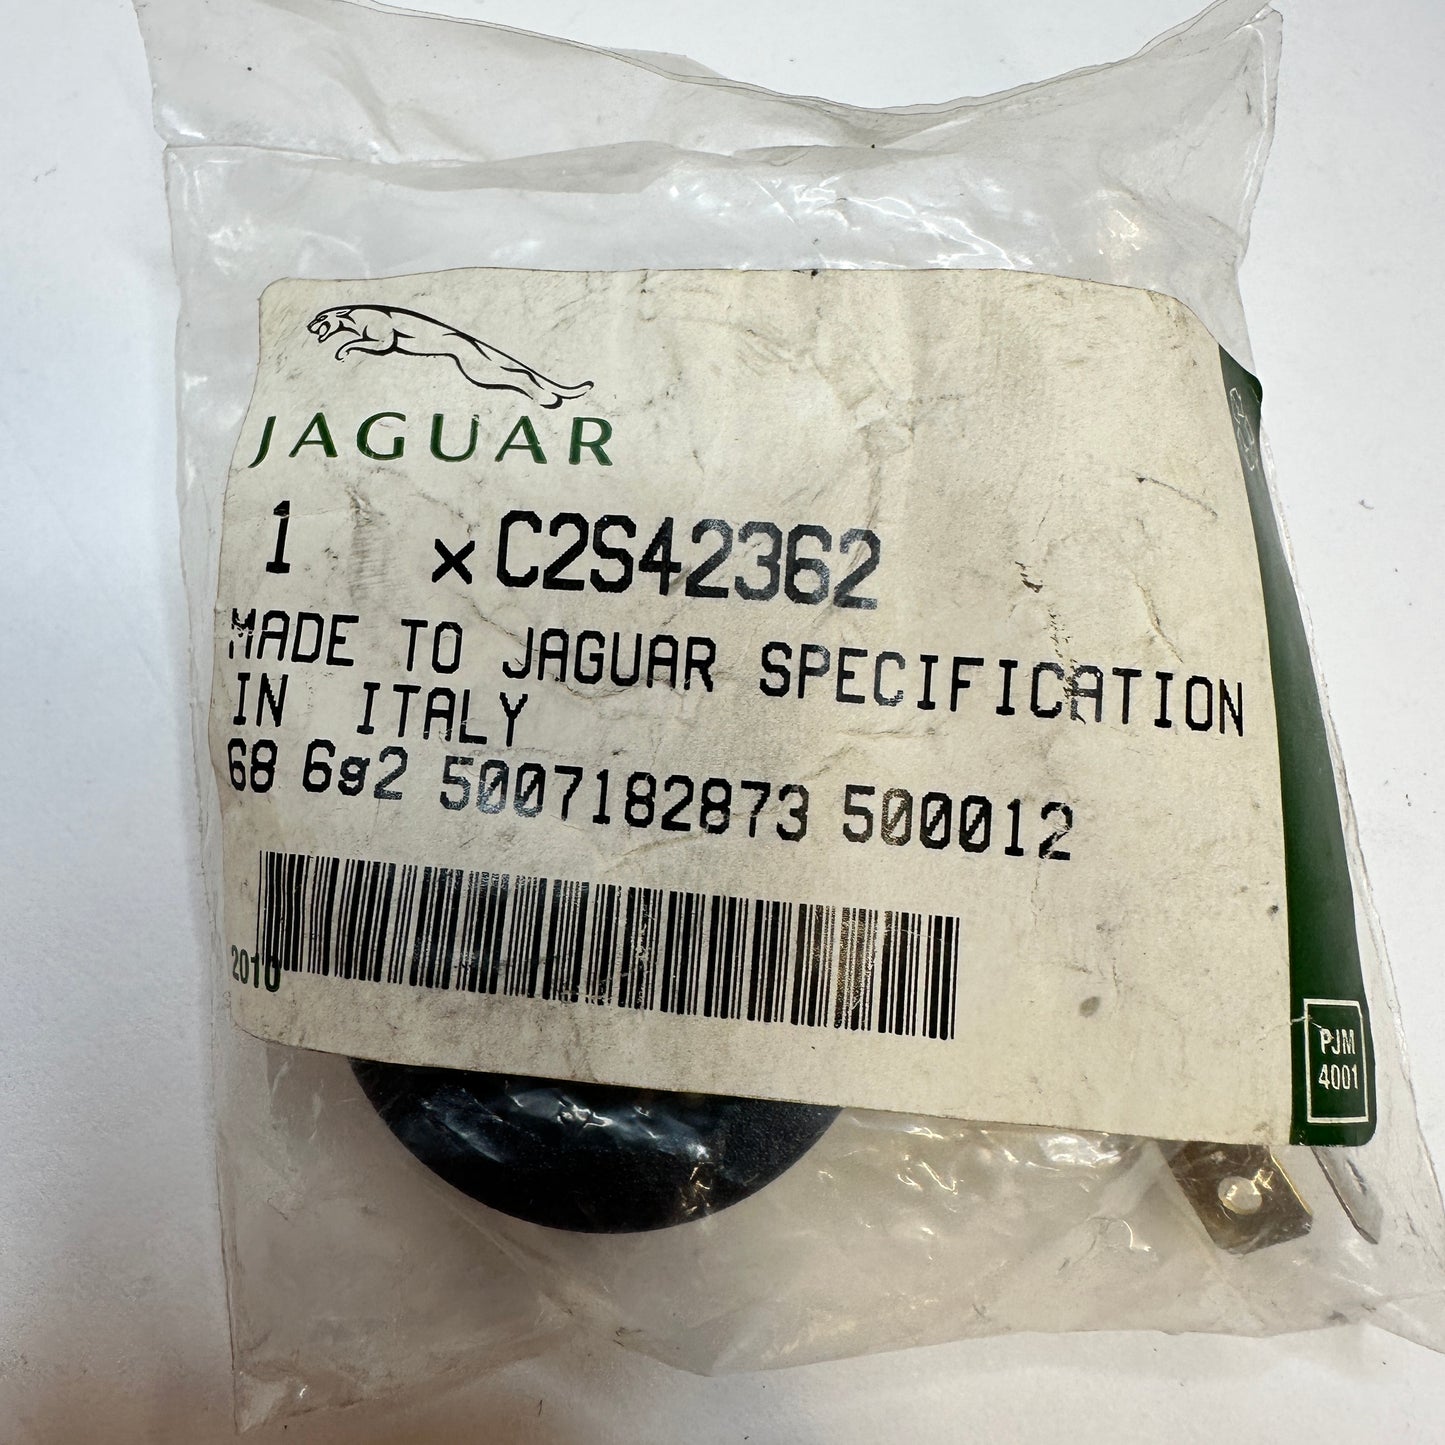 JAGUAR
1 x C2S42362
MADE TO JAGUAR SPECIFICATION
IN ITALY
68 6g2 5007182873 500012
2010
PJM
4001